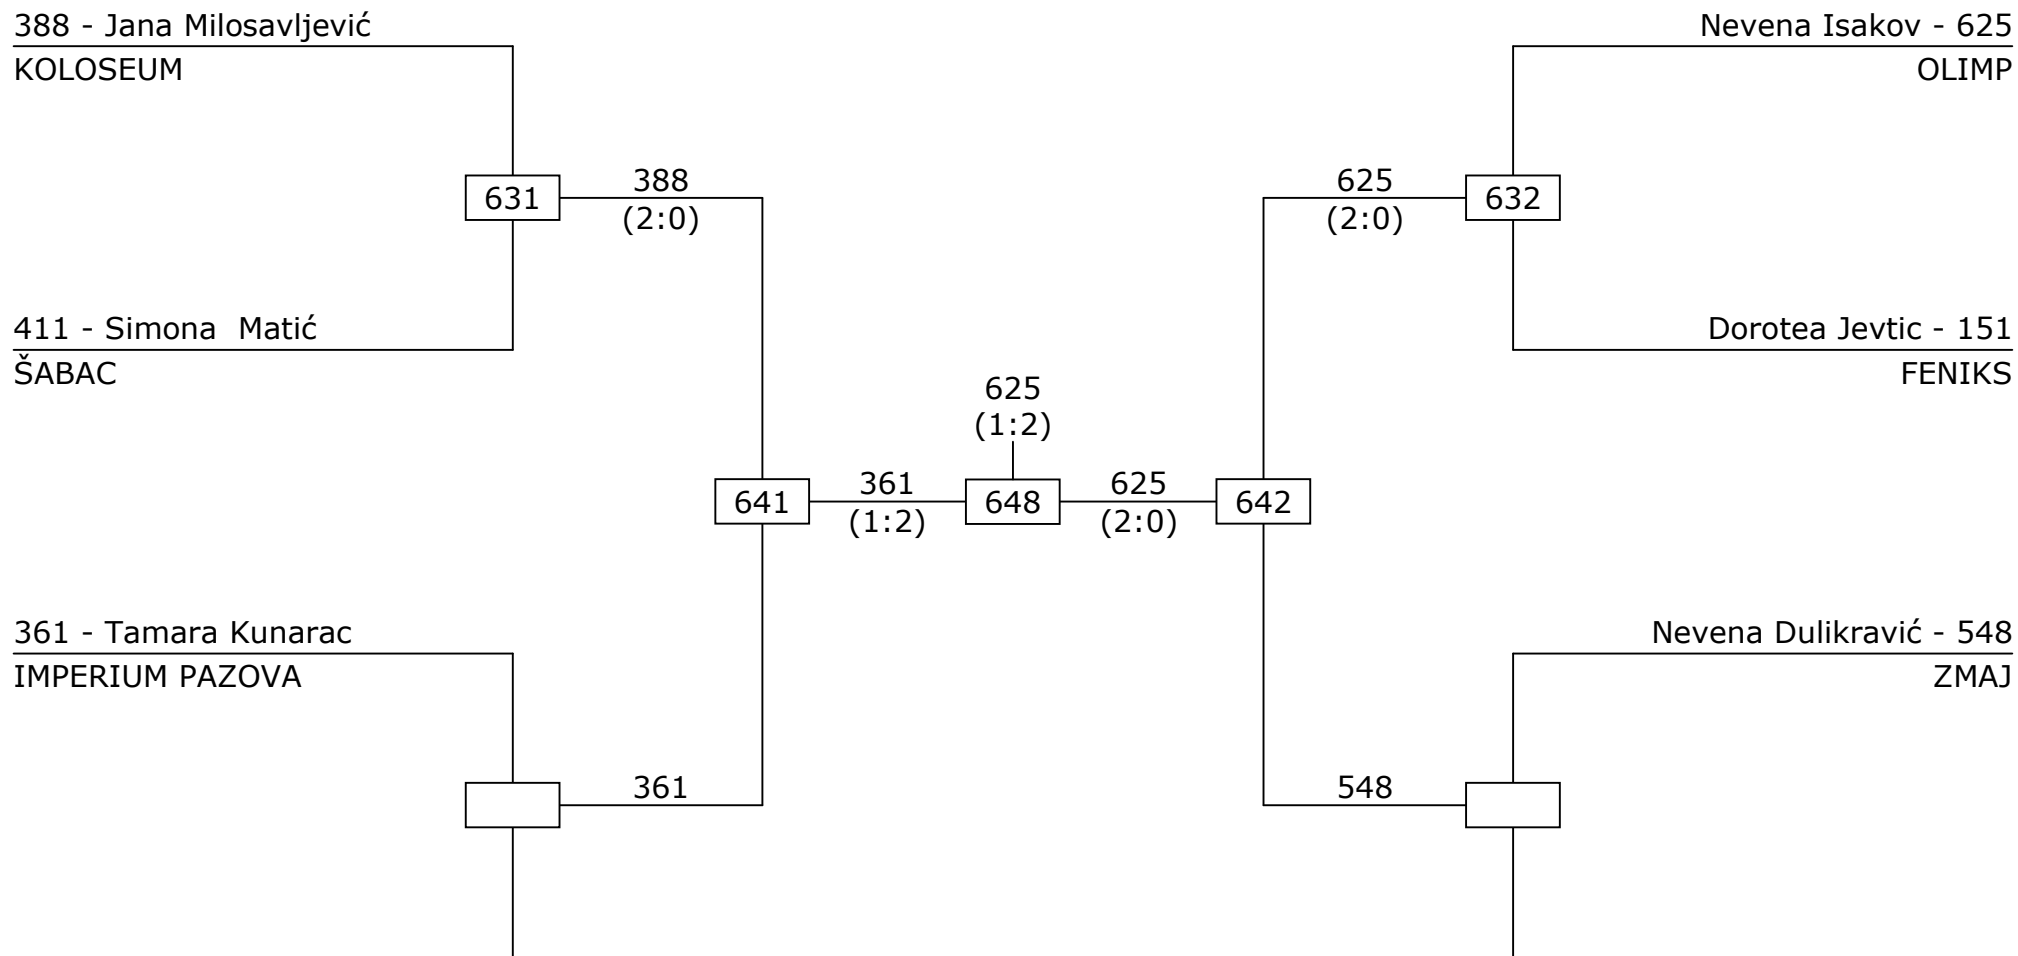 388 - Jana Milosavljević
KOLOSEUM
Nevena Isakov - 625
OLIMP
631
388
(2:0)
625
(2:0)
632
411 - Simona  Matić
ŠABAC
Dorotea Jevtic - 151
FENIKS
625
(1:2)
641
361
(1:2)
648
625
(2:0)
642
361 - Tamara Kunarac
IMPERIUM PAZOVA
Nevena Dulikravić - 548
ZMAJ
361
548